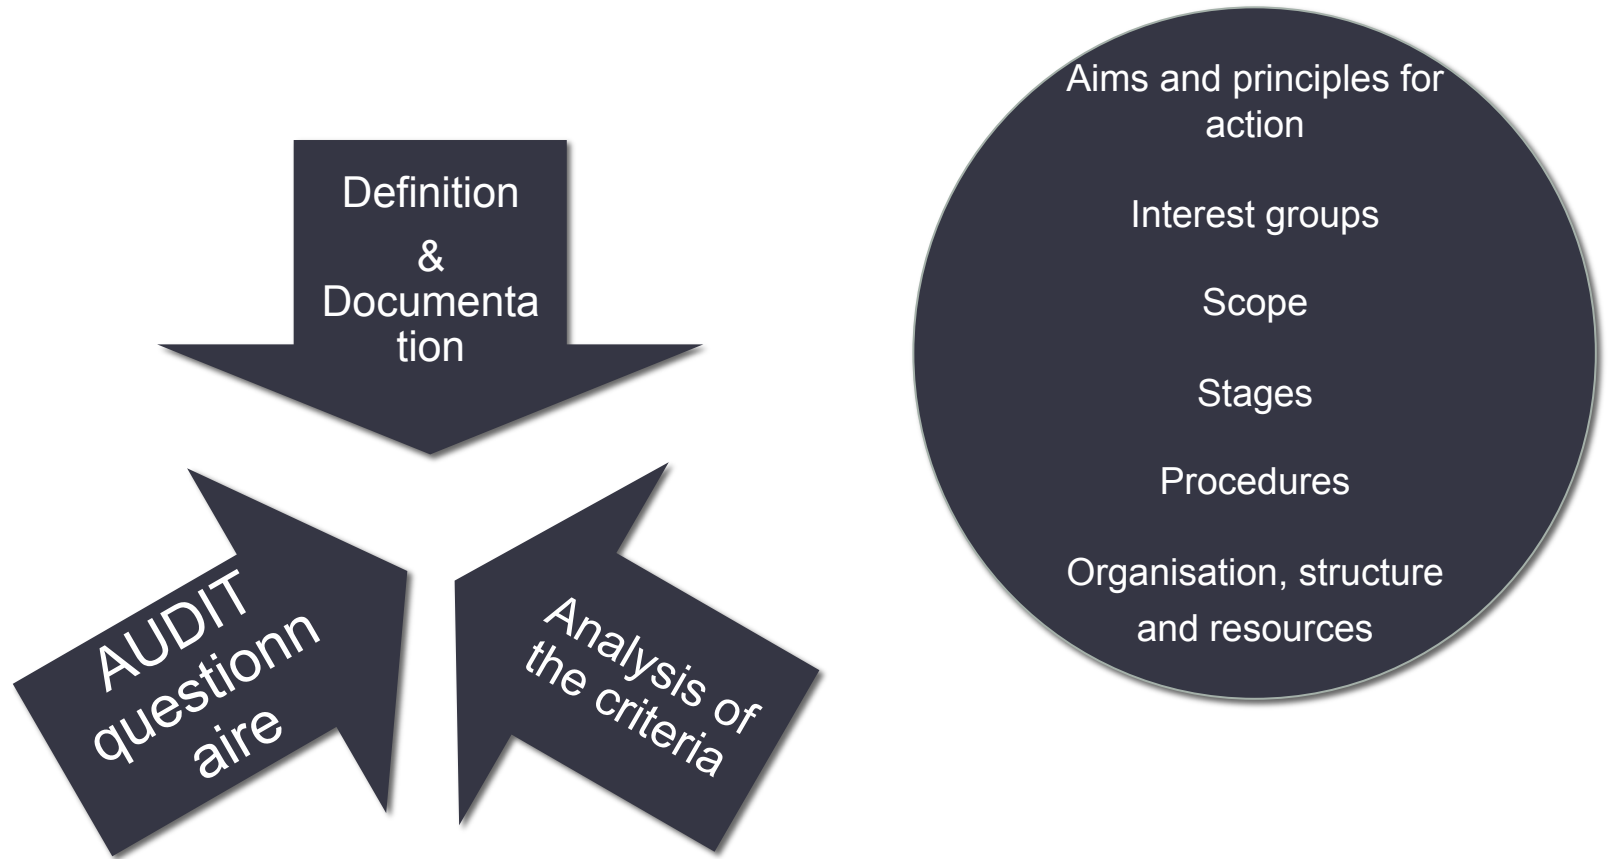 Definition
&
Documenta
tion
AUDIT
questionn
aire
Analysis of
the criteria
Aims and principles for
action
Interest groups
Scope
Stages
Procedures
Organisation, structure
and resources